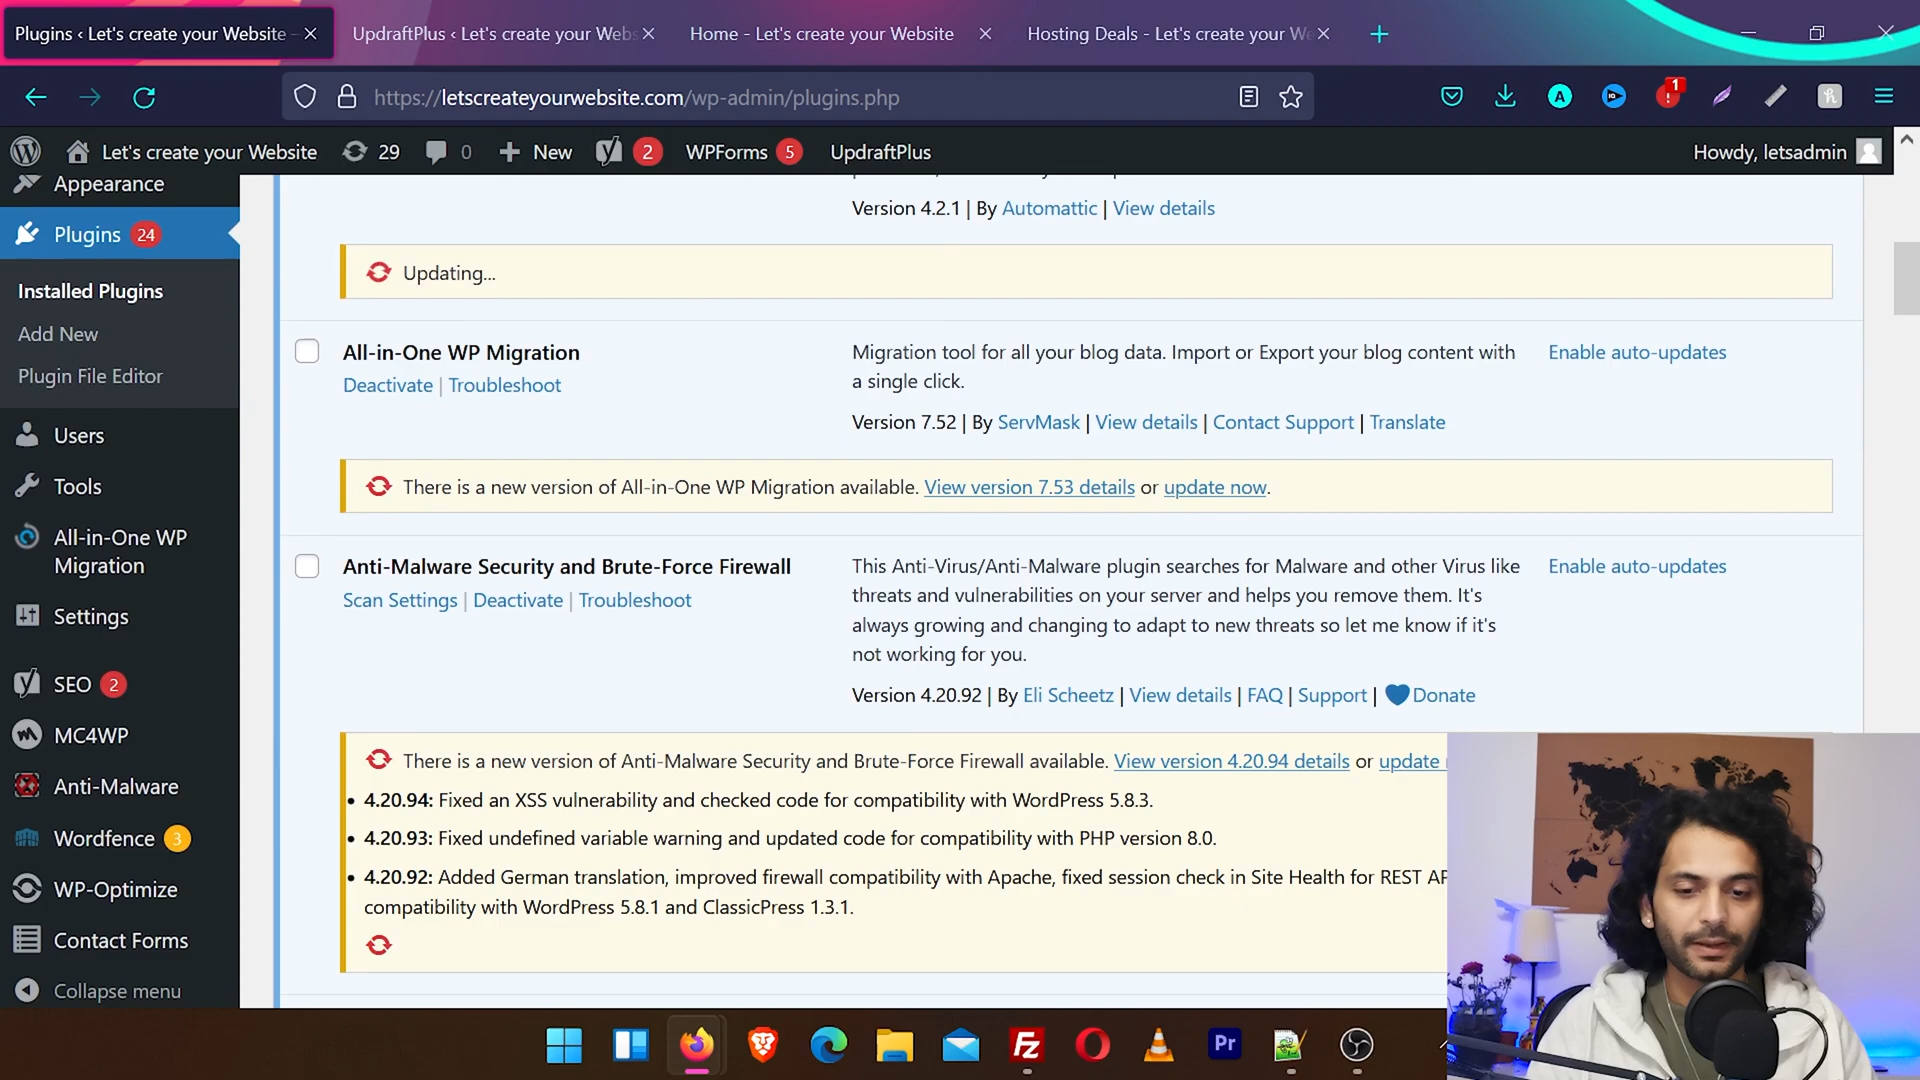 Plugins ‹ Let's create your Website –
UpdraftPlus ‹ Let's create your Webs
Home - Let's create your Website
Hosting Deals - Let's create your We
https://letscreateyourwebsite.com/wp-admin/plugins.php
1
Let's create your Website
29
0
New
2
WPForms
5
UpdraftPlus
Howdy, letsadmin
Appearance
Plugins 24
Installed Plugins
Add New
Plugin File Editor
Users
Tools
All-in-One WP
Migration
Settings
SEO 2
MC4WP
Anti-Malware
Wordfence 3
WP-Optimize
Contact Forms
Collapse menu
Version 4.2.1 | By Automattic | View details
Updating...
All-in-One WP Migration
Deactivate | Troubleshoot
Migration tool for all your blog data. Import or Export your blog content with
a single click.
Version 7.52 | By ServMask | View details | Contact Support | Translate
Enable auto-updates
There is a new version of All-in-One WP Migration available. View version 7.53 details or update now.
Anti-Malware Security and Brute-Force Firewall
Scan Settings | Deactivate | Troubleshoot
This Anti-Virus/Anti-Malware plugin searches for Malware and other Virus like
threats and vulnerabilities on your server and helps you remove them. It's
always growing and changing to adapt to new threats so let me know if it's
not working for you.
Version 4.20.92 | By Eli Scheetz | View details | FAQ | Support | Donate
Enable auto-updates
There is a new version of Anti-Malware Security and Brute-Force Firewall available. View version 4.20.94 details or update
• 4.20.94: Fixed an XSS vulnerability and checked code for compatibility with WordPress 5.8.3.
• 4.20.93: Fixed undefined variable warning and updated code for compatibility with PHP version 8.0.
• 4.20.92: Added German translation, improved firewall compatibility with Apache, fixed session check in Site Health for REST AP
compatibility with WordPress 5.8.1 and ClassicPress 1.3.1.
Fz
Pr